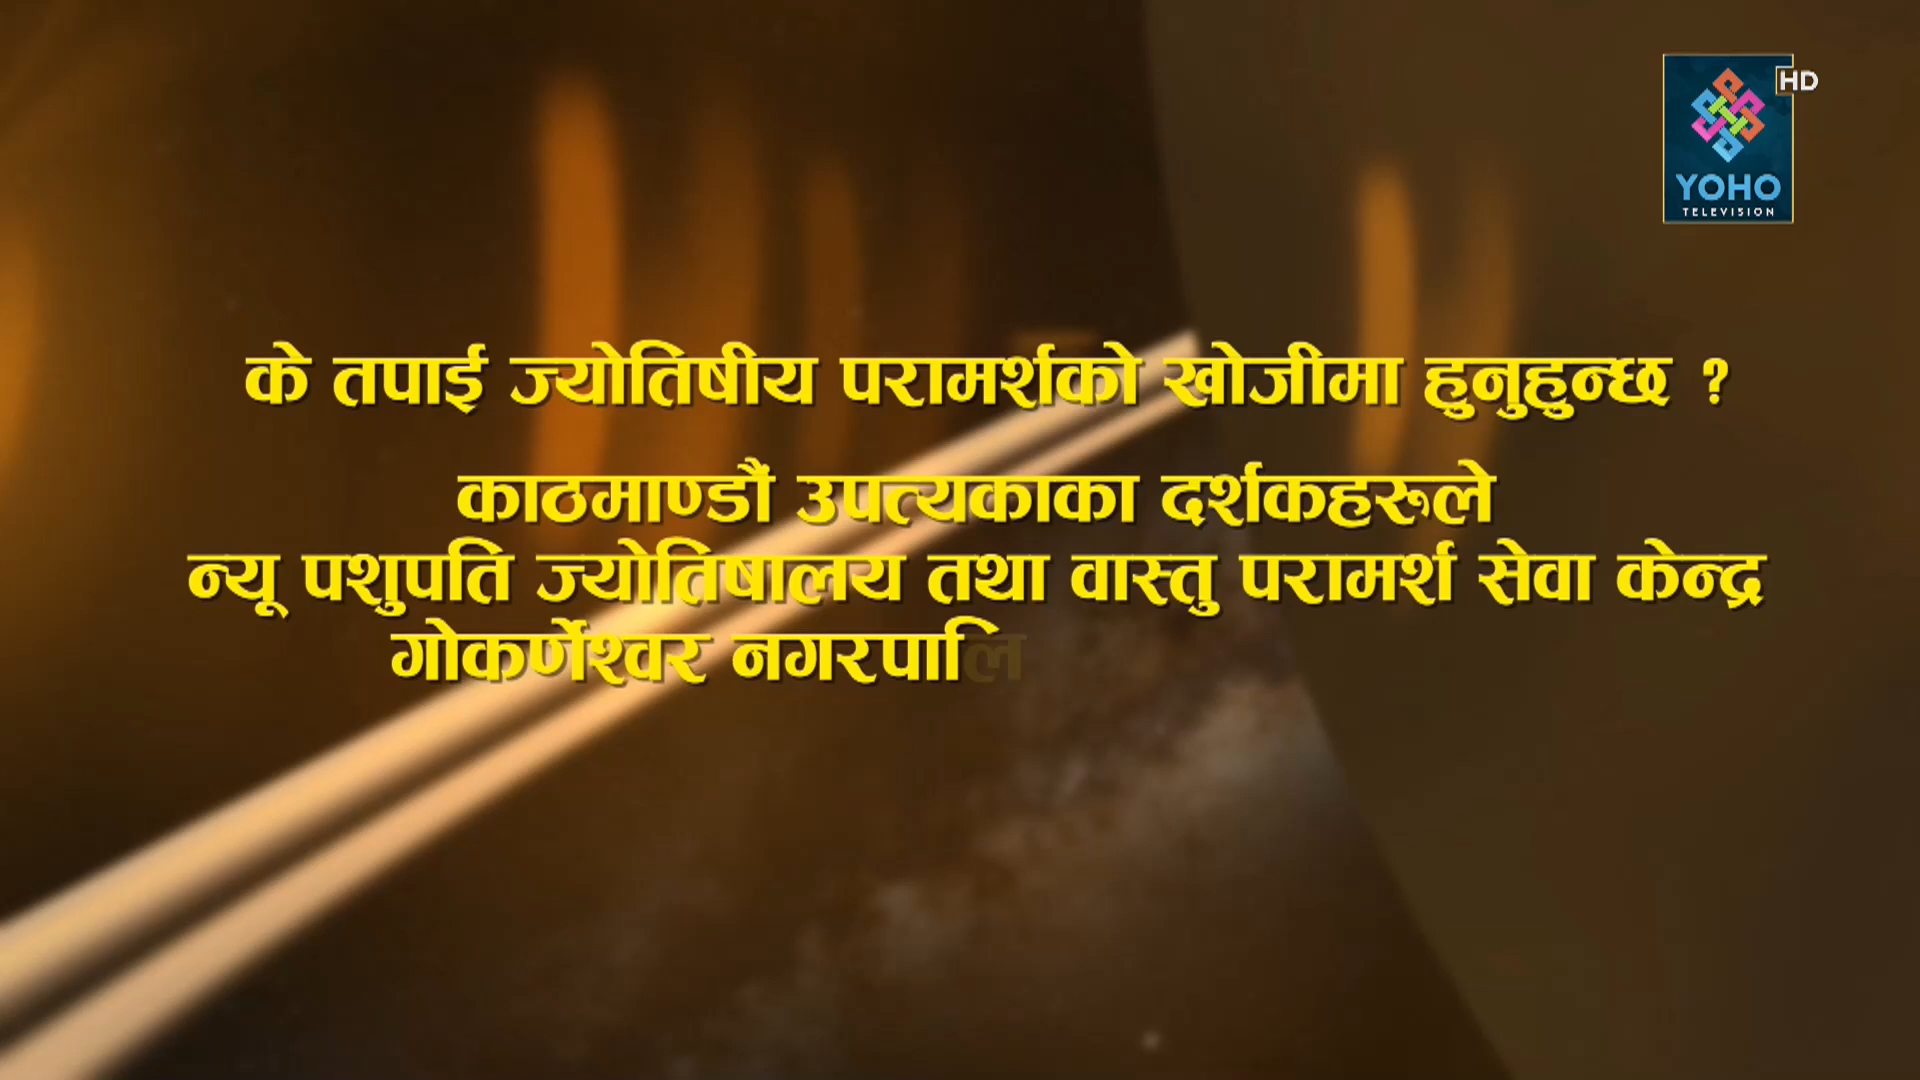 HD
YOHO
TELEVISION
के तपाई ज्योतिषीय परामर्शको खोजीमा हुनुहुन्छ ?
काठमाण्डौं उपत्यकाका दर्शकहरुले
न्यू पशुपति ज्योतिषालय तथा वास्तु परामर्श सेवा केन्द्र
गोकर्णेश्वर नगरपालि